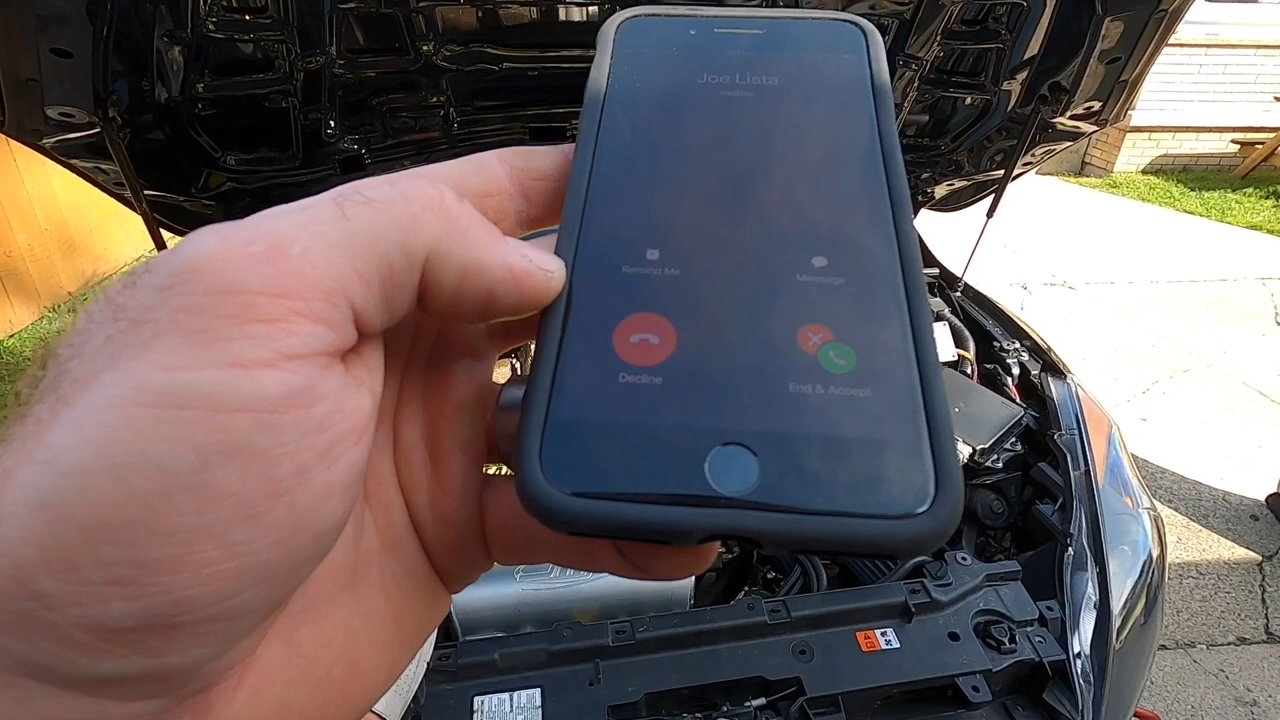 Joe Lista
mobile
Remind Me
Message
Decline
End & Accept